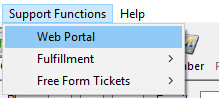 Support Functions Help
Web Portal
Fulfillment
Free Form Tickets